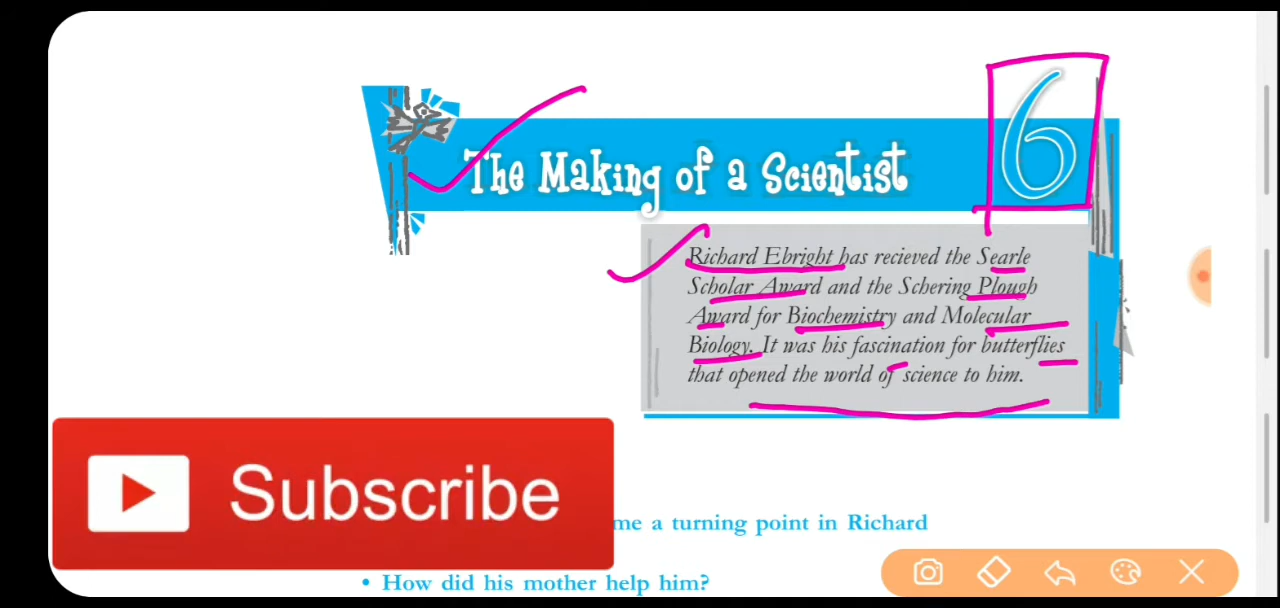 6
The Making of a Scientist
Richard Ebright has recieved the Searle
Scholar Award and the Schering Plough
Award for Biochemistry and Molecular
Biology. It was his fascination for butterflies
that opened the world of science to him.
Subscribe
me a turning point in Richard
• How did his mother help him?